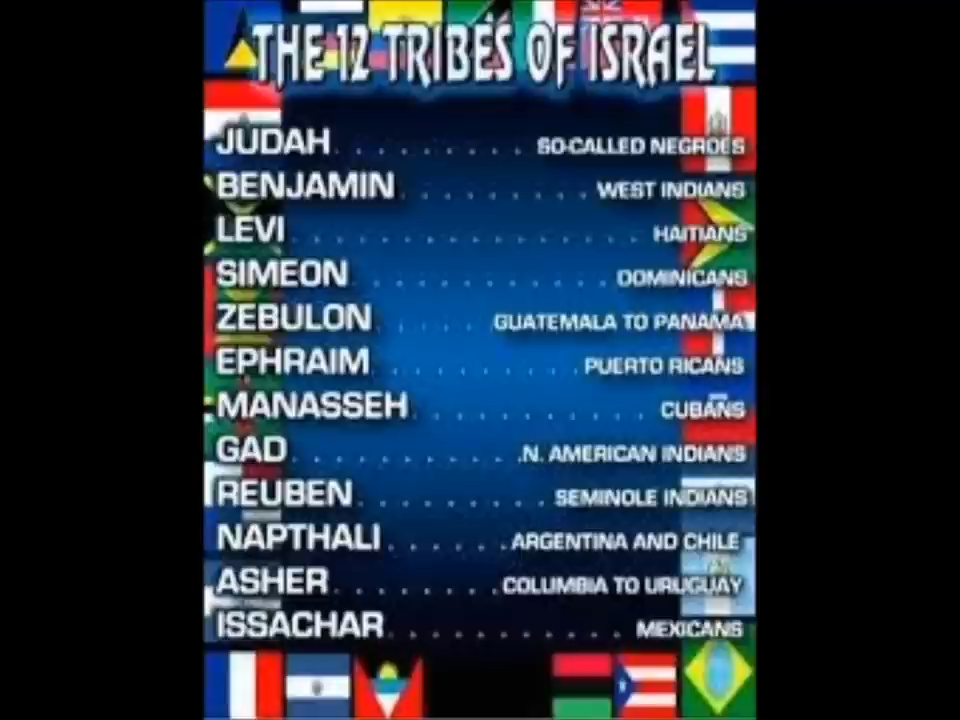 THE 12 TRIBES OF ISRAEL
JUDAH . . . . . . . . . SO-CALLED NEGROES
BENJAMIN . . . . . . . . . WEST INDIANS
LEVI . . . . . . . . . . . . . . . . HAITIANS
SIMEON . . . . . . . . . . . . DOMINICANS
ZEBULON . . . . . . GUATEMALA TO PANAMA
EPHRAIM . . . . . . . . . . PUERTO RICANS
MANASSEH . . . . . . . . . . . CUBANS
GAD . . . . . . . . . . . N. AMERICAN INDIANS
REUBEN . . . . . . . . . SEMINOLE INDIANS
NAPTHALI . . . . . . ARGENTINA AND CHILE
ASHER . . . . . . . . COLUMBIA TO URUGUAY
ISSACHAR . . . . . . . . . . . MEXICANS